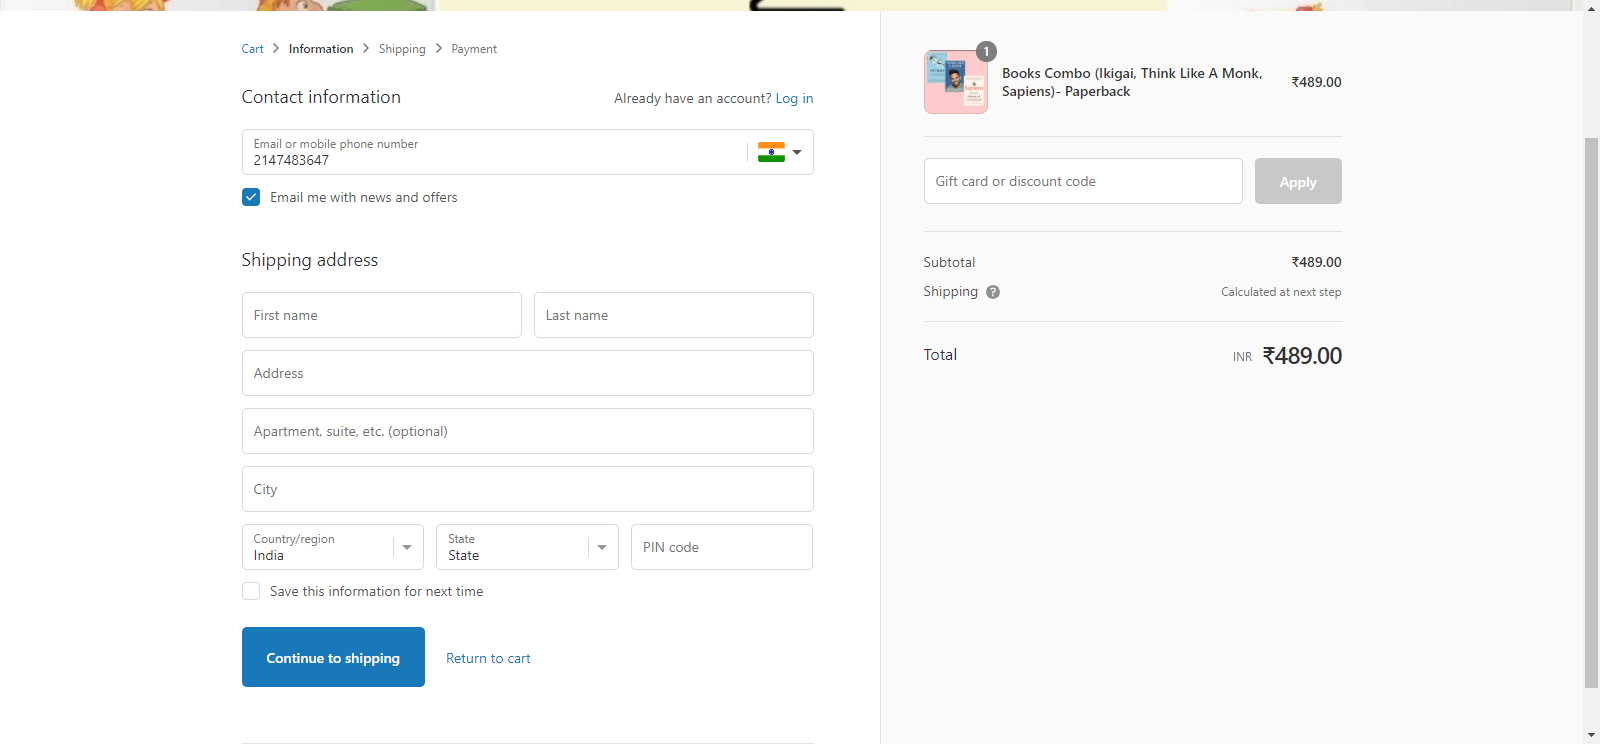 Cart > Information > Shipping > Payment
Contact information
Already have an account? Log in
Email or mobile phone number
2147483647
Email me with news and offers
Shipping address
First name
Last name
Address
Apartment, suite, etc. (optional)
City
Country/region
India
State
State
PIN code
Save this information for next time
Continue to shipping
Return to cart
1
Books Combo (Ikigai, Think Like A Monk,
Sapiens)- Paperback
₹489.00
Gift card or discount code
Apply
Subtotal
₹489.00
Shipping ?
Calculated at next step
Total
INR ₹489.00